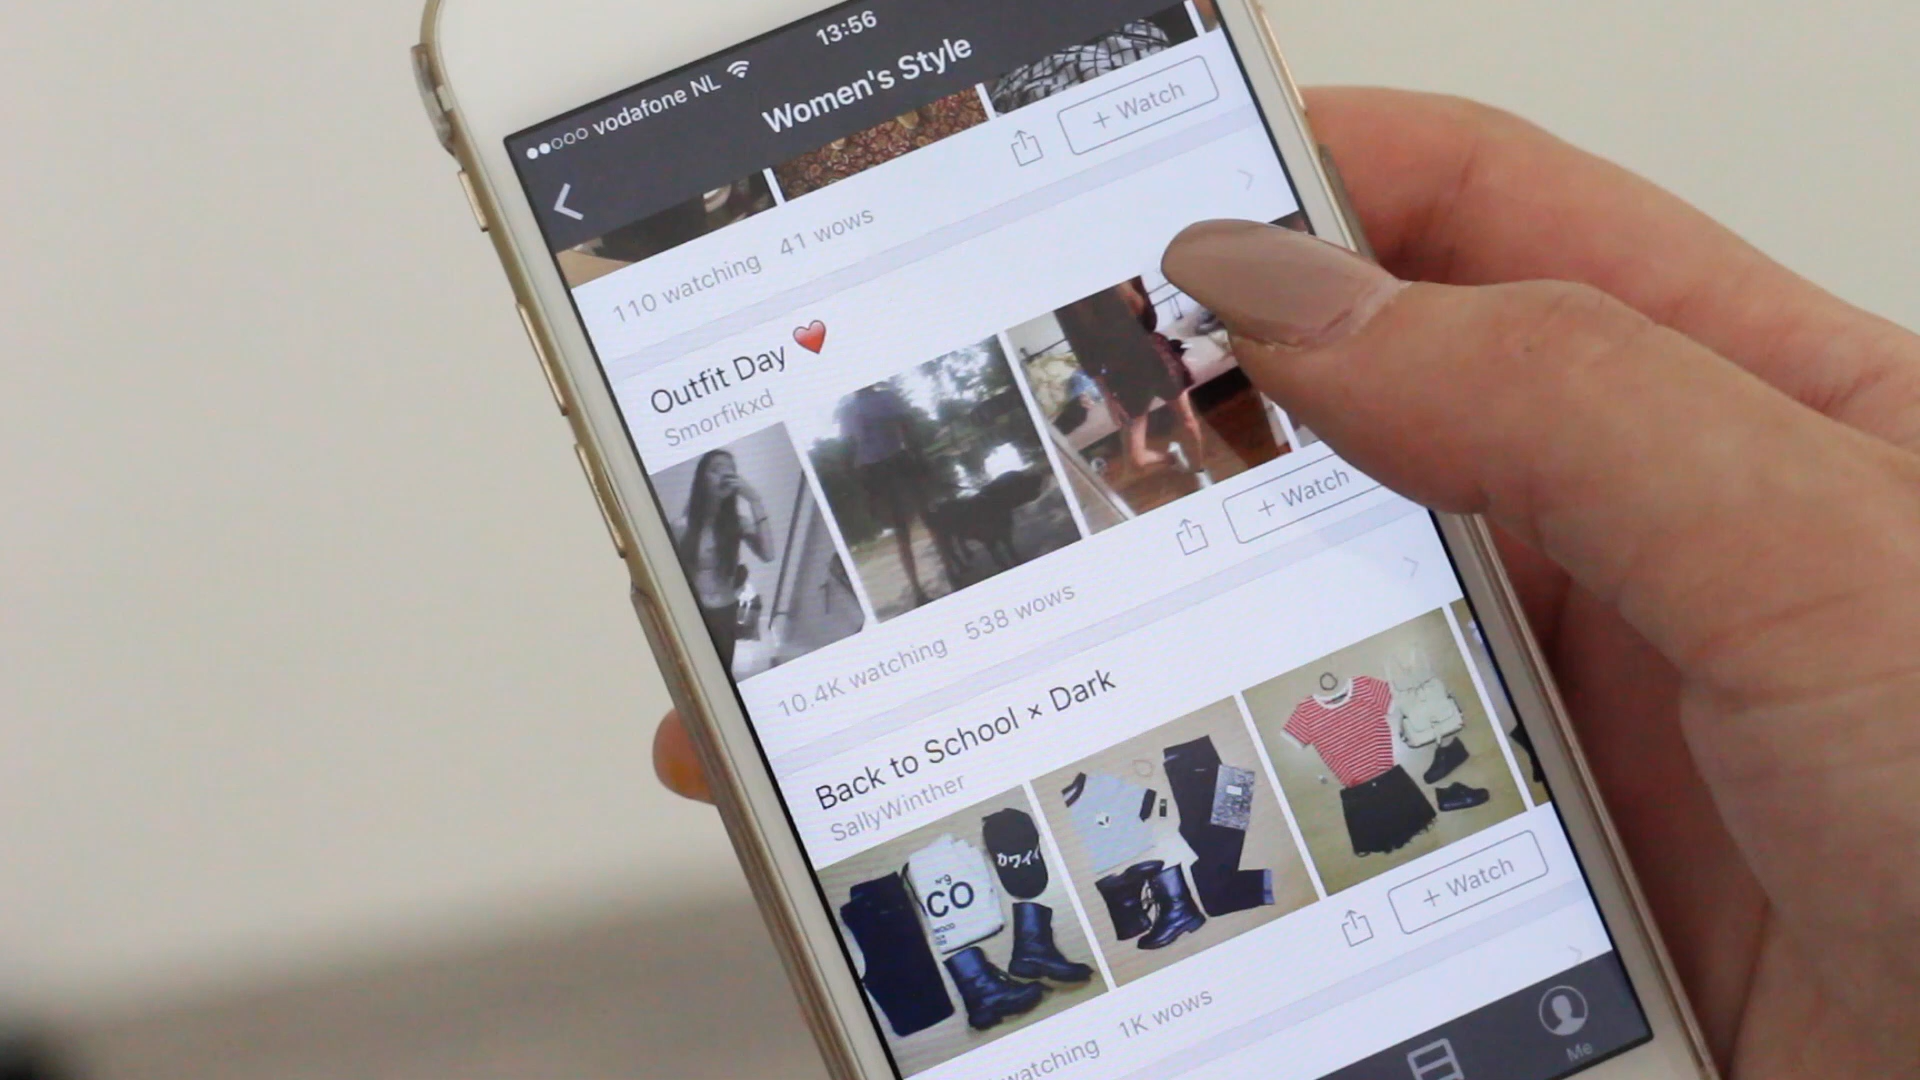 vodafone NL
13:56
Women's Style
+ Watch
110 watching 41 wows
Outfit Day ❤️
Smorfikxd
+ Watch
10.4K watching 538 wows
Back to School × Dark
SallyWinther
Nº9
CO
カワイイ
+ Watch
watching 1K wows
Me